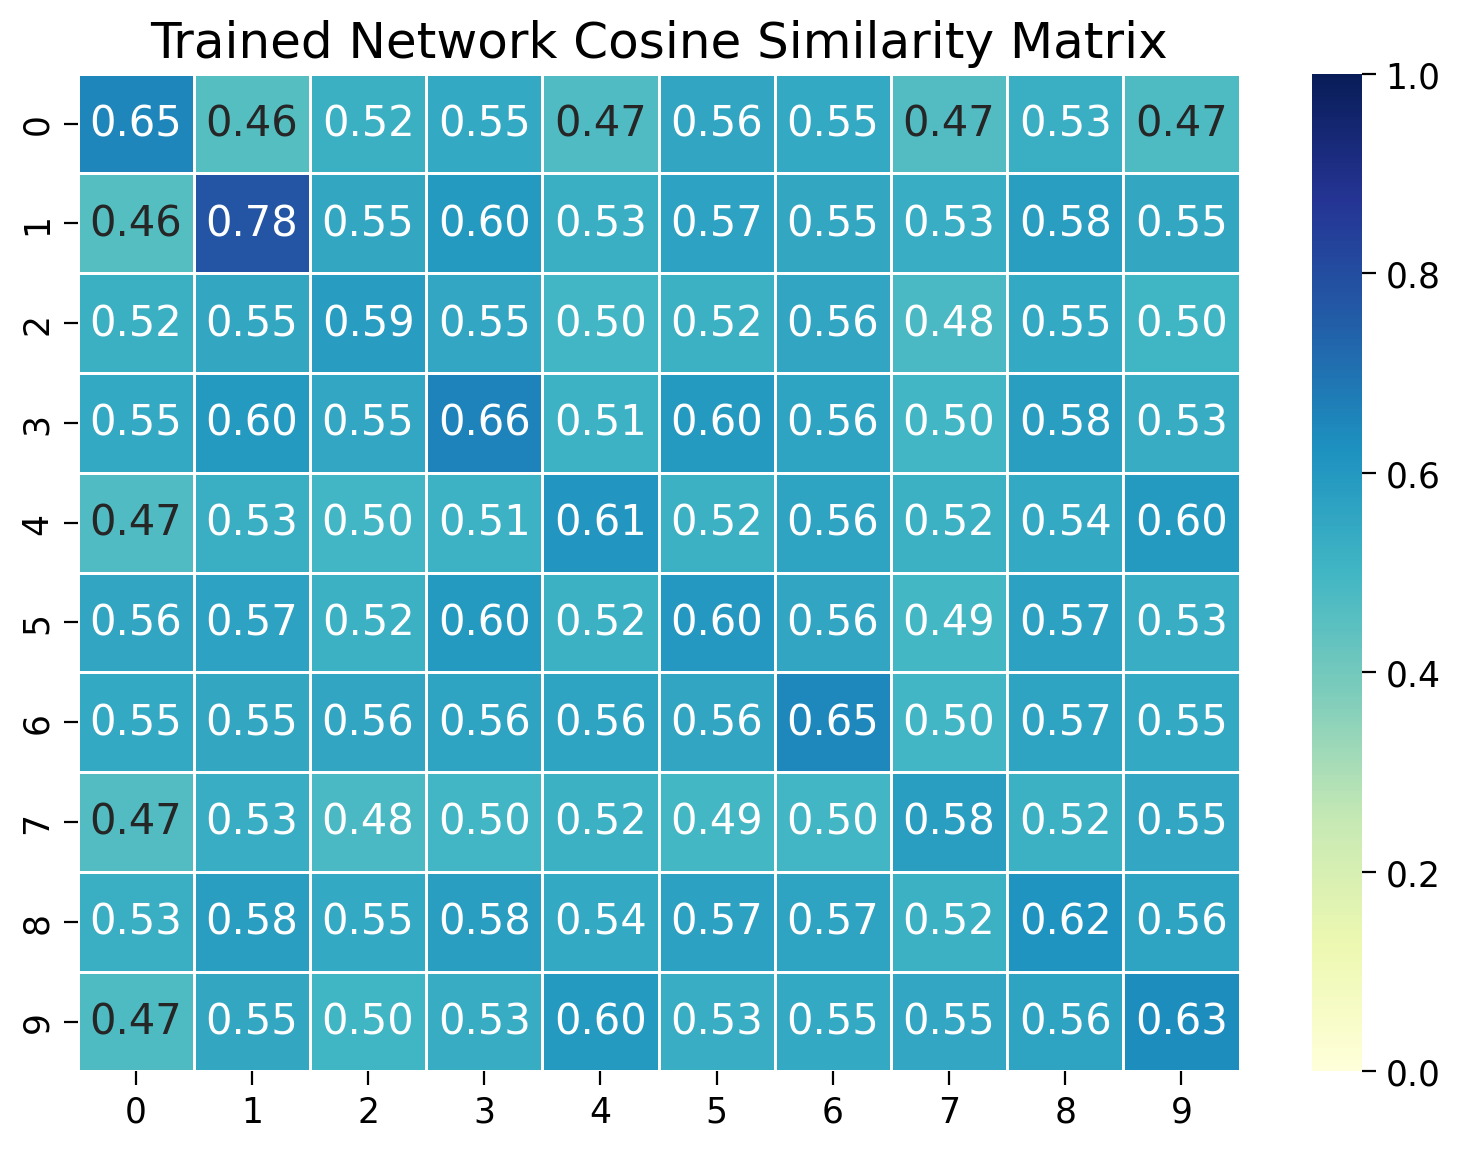 Trained Network Cosine Similarity Matrix
1.0
0 0.65 0.46 0.52 0.55 0.47 0.56 0.55 0.47 0.53 0.47
1 0.46 0.78 0.55 0.60 0.53 0.57 0.55 0.53 0.58 0.55
0.8
2 0.52 0.55 0.59 0.55 0.50 0.52 0.56 0.48 0.55 0.50
3 0.55 0.60 0.55 0.66 0.51 0.60 0.56 0.50 0.58 0.53
0.6
4 0.47 0.53 0.50 0.51 0.61 0.52 0.56 0.52 0.54 0.60
5 0.56 0.57 0.52 0.60 0.52 0.60 0.56 0.49 0.57 0.53
0.4
6 0.55 0.55 0.56 0.56 0.56 0.56 0.65 0.50 0.57 0.55
7 0.47 0.53 0.48 0.50 0.52 0.49 0.50 0.58 0.52 0.55
0.2
8 0.53 0.58 0.55 0.58 0.54 0.57 0.57 0.52 0.62 0.56
9 0.47 0.55 0.50 0.53 0.60 0.53 0.55 0.55 0.56 0.63
0.0
0 1 2 3 4 5 6 7 8 9